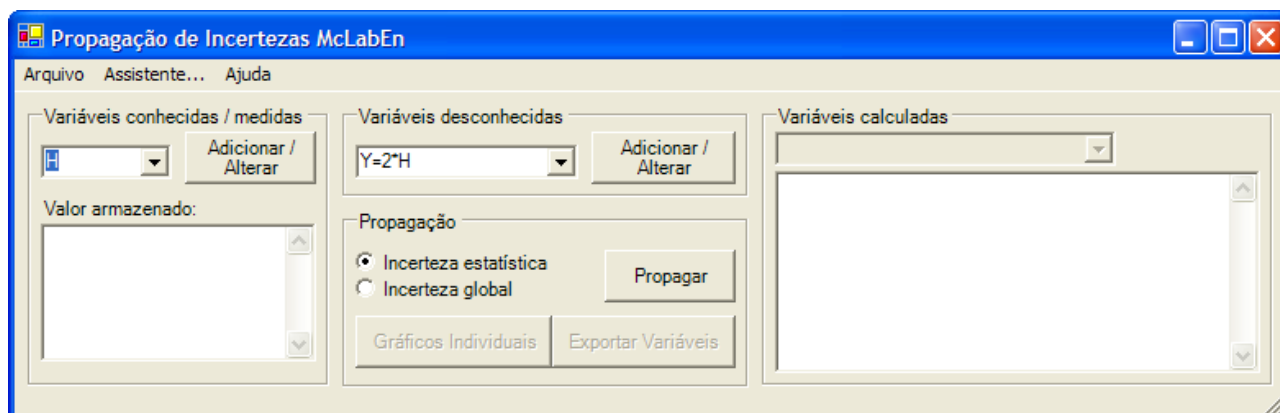 Propagação de Incertezas McLabEn
Arquivo Assistente... Ajuda
Variáveis conhecidas / medidas
H
Adicionar /
Alterar
Valor armazenado:
Variáveis desconhecidas
Y=2*H
Adicionar /
Alterar
Propagação
Incerteza estatística
Incerteza global
Propagar
Gráficos Individuais
Exportar Variáveis
Variáveis calculadas